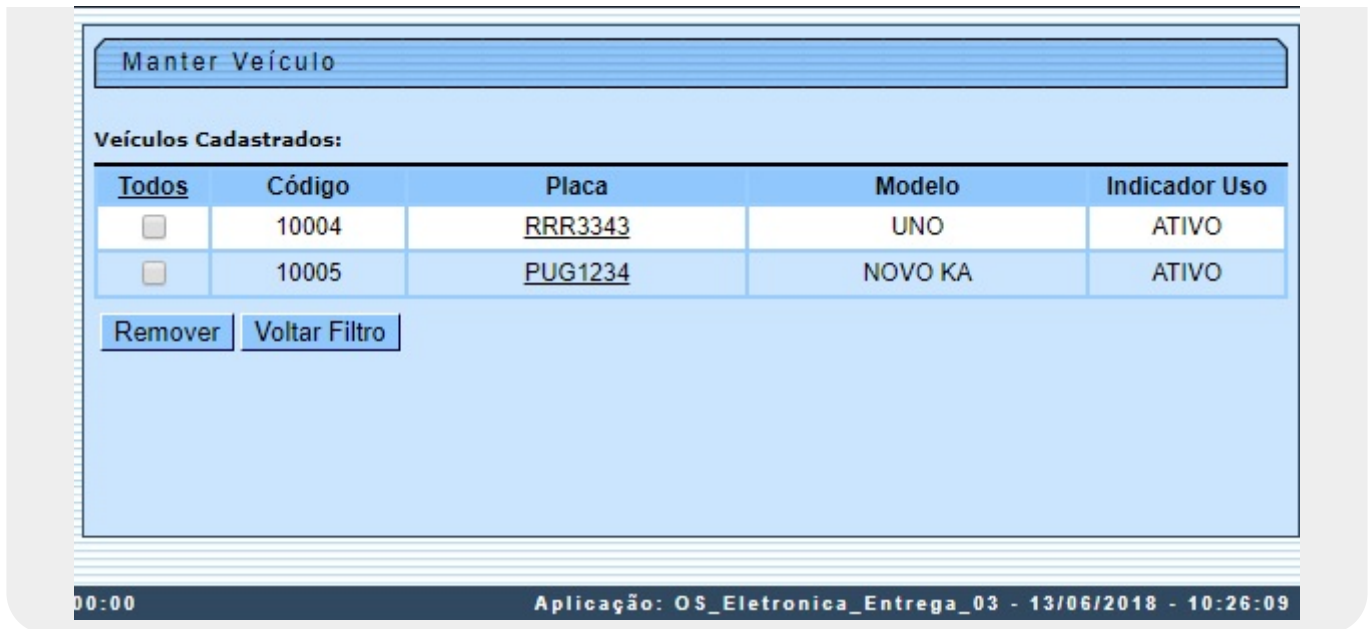 Manter Veículo
Veículos Cadastrados:
Todos Código Placa Modelo Indicador Uso
10004 RRR3343 UNO ATIVO
10005 PUG1234 NOVO KA ATIVO
Remover Voltar Filtro
00:00 Aplicação: OS_Eletronica_Entrega_03 - 13/06/2018 - 10:26:09